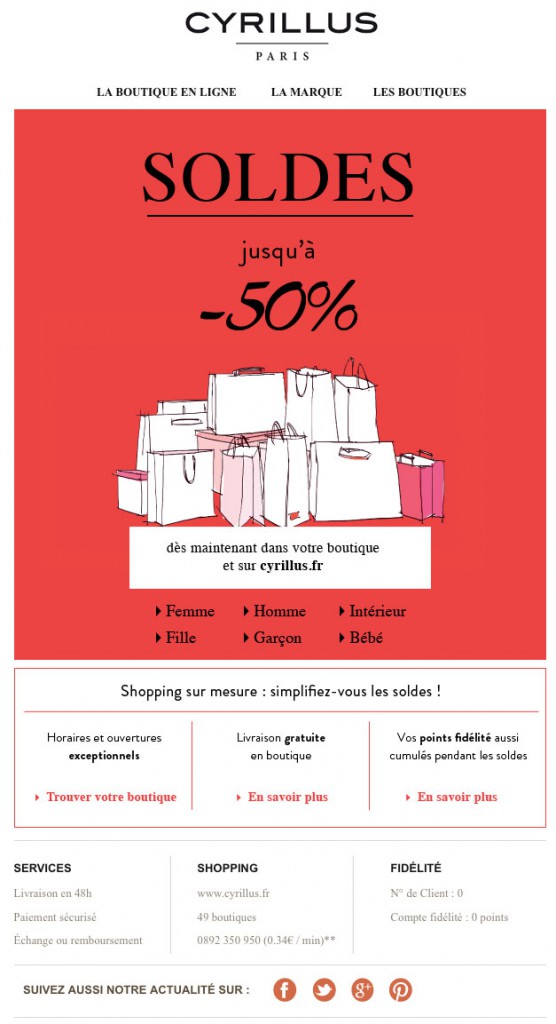 CYRILLUS
PARIS
LA BOUTIQUE EN LIGNE LA MARQUE LES BOUTIQUES
SOLDES
jusqu'à
-50%
dès maintenant dans votre boutique
et sur cyrillus.fr
Femme Homme Intérieur
Fille Garçon Bébé
Shopping sur mesure : simplifiez-vous les soldes !
Horaires et ouvertures
exceptionnels
Trouver votre boutique
Livraison gratuite
en boutique
En savoir plus
Vos points fidélité aussi
cumulés pendant les soldes
En savoir plus
SERVICES
Livraison en 48h
Paiement sécurisé
Échange ou remboursement
SHOPPING
www.cyrillus.fr
49 boutiques
0892 350 950 (0.34€ / min)**
FIDÉLITÉ
N° de Client : 0
Compte fidélité : 0 points
SUIVEZ AUSSI NOTRE ACTUALITÉ SUR :